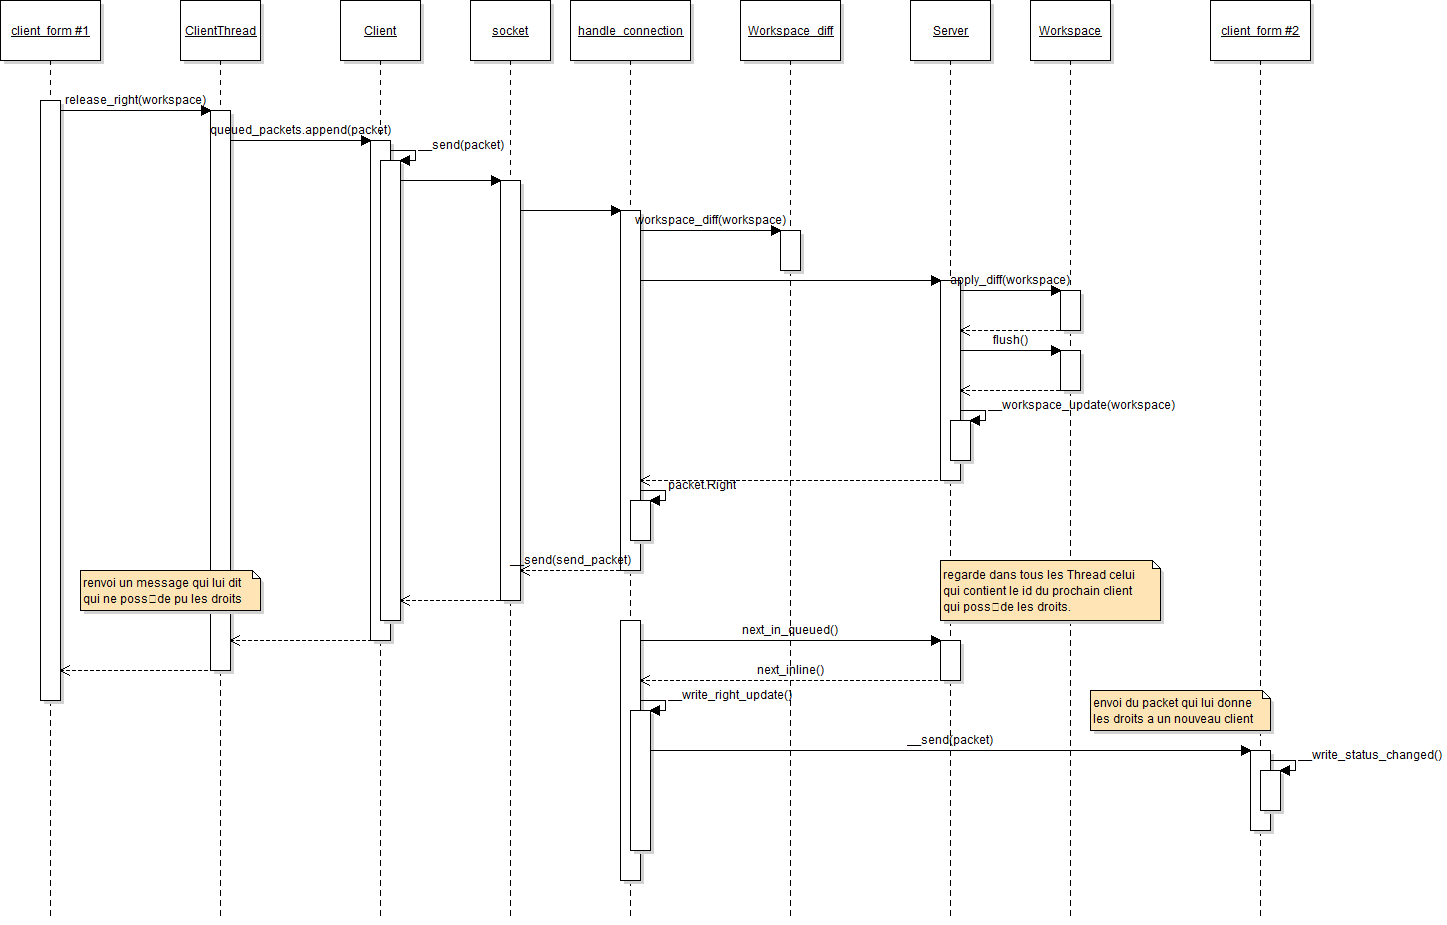 client_form #1
ClientThread
Client
socket
handle_connection
Workspace_diff
Server
Workspace
client_form #2
release_right(workspace)
queued_packets.append(packet)
__send(packet)
workspace_diff(workspace)
apply_diff(workspace)
flush()
__workspace_update(workspace)
packet.Right
__send(send_packet)
renvoi un message qui lui dit
qui ne poss□de pu les droits
regarde dans tous les Thread celui
qui contient le id du prochain client
qui poss□de les droits.
next_in_queued()
next_inline()
__write_right_update()
envoi du packet qui lui donne
les droits a un nouveau client
__send(packet)
__write_status_changed()